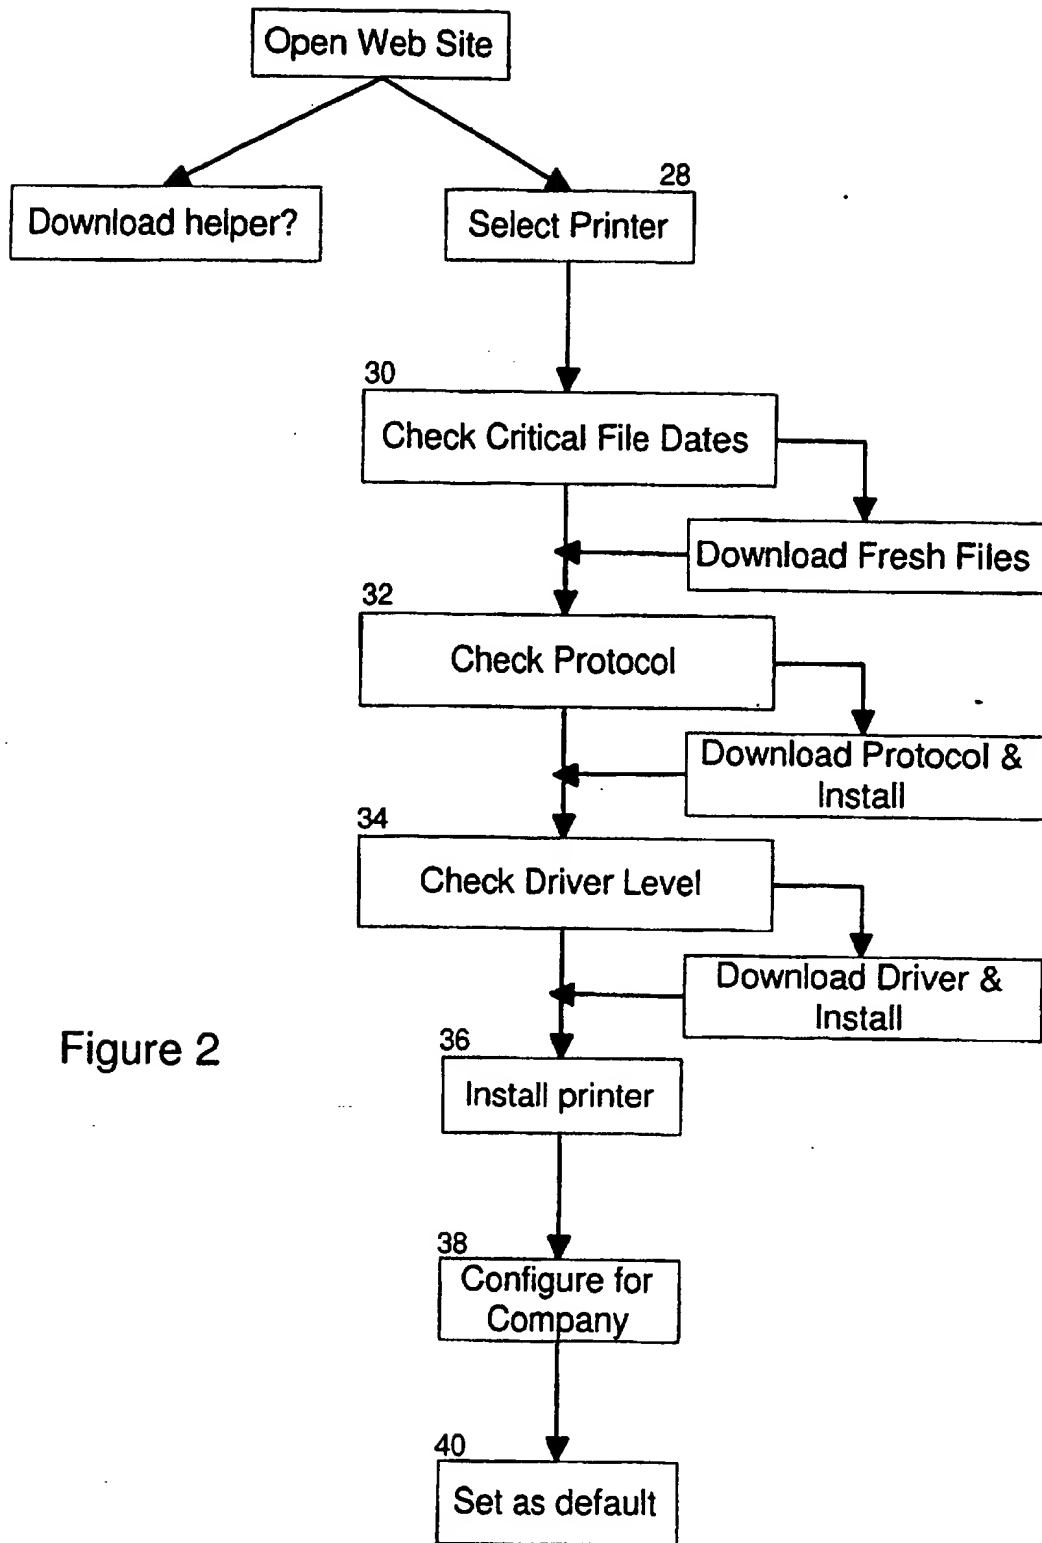 Open Web Site
Download helper?
28
Select Printer
30
Check Critical File Dates
Download Fresh Files
32
Check Protocol
Download Protocol &
Install
34
Check Driver Level
Download Driver &
Install
Figure 2
36
Install printer
38
Configure for
Company
40
Set as default